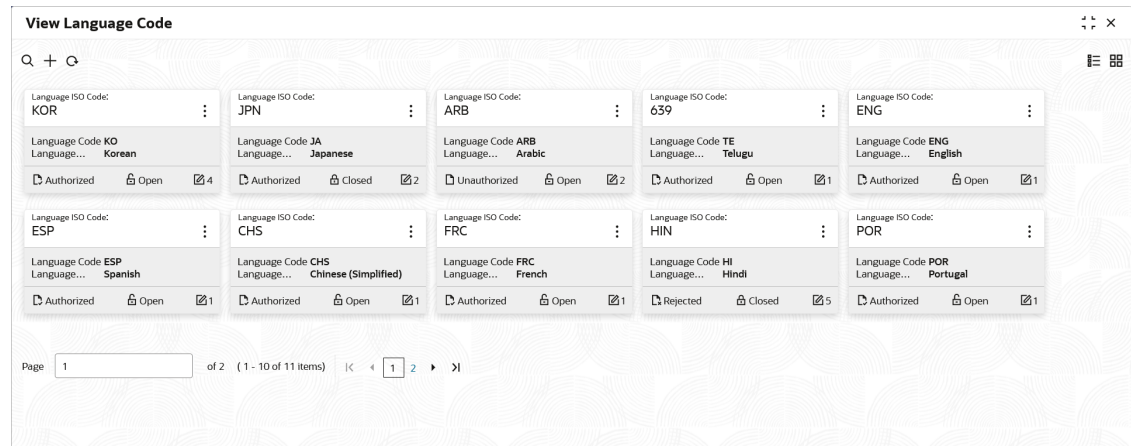 View Language Code
Language ISO Code:
KOR
Language Code KO
Language... Korean
Authorized Open 4
Language ISO Code:
JPN
Language Code JA
Language... Japanese
Authorized Closed 2
Language ISO Code:
ARB
Language Code ARB
Language... Arabic
Unauthorized Open 2
Language ISO Code:
639
Language Code TE
Language... Telugu
Authorized Open 1
Language ISO Code:
ENG
Language Code ENG
Language... English
Authorized Open 1
Language ISO Code:
ESP
Language Code ESP
Language... Spanish
Authorized Open 1
Language ISO Code:
CHS
Language Code CHS
Language... Chinese (Simplified)
Authorized Open 1
Language ISO Code:
FRC
Language Code FRC
Language... French
Authorized Open 1
Language ISO Code:
HIN
Language Code HI
Language... Hindi
Rejected Closed 5
Language ISO Code:
POR
Language Code POR
Language... Portugal
Authorized Open 1
Page 1 of 2 ( 1 - 10 of 11 items) 1 2